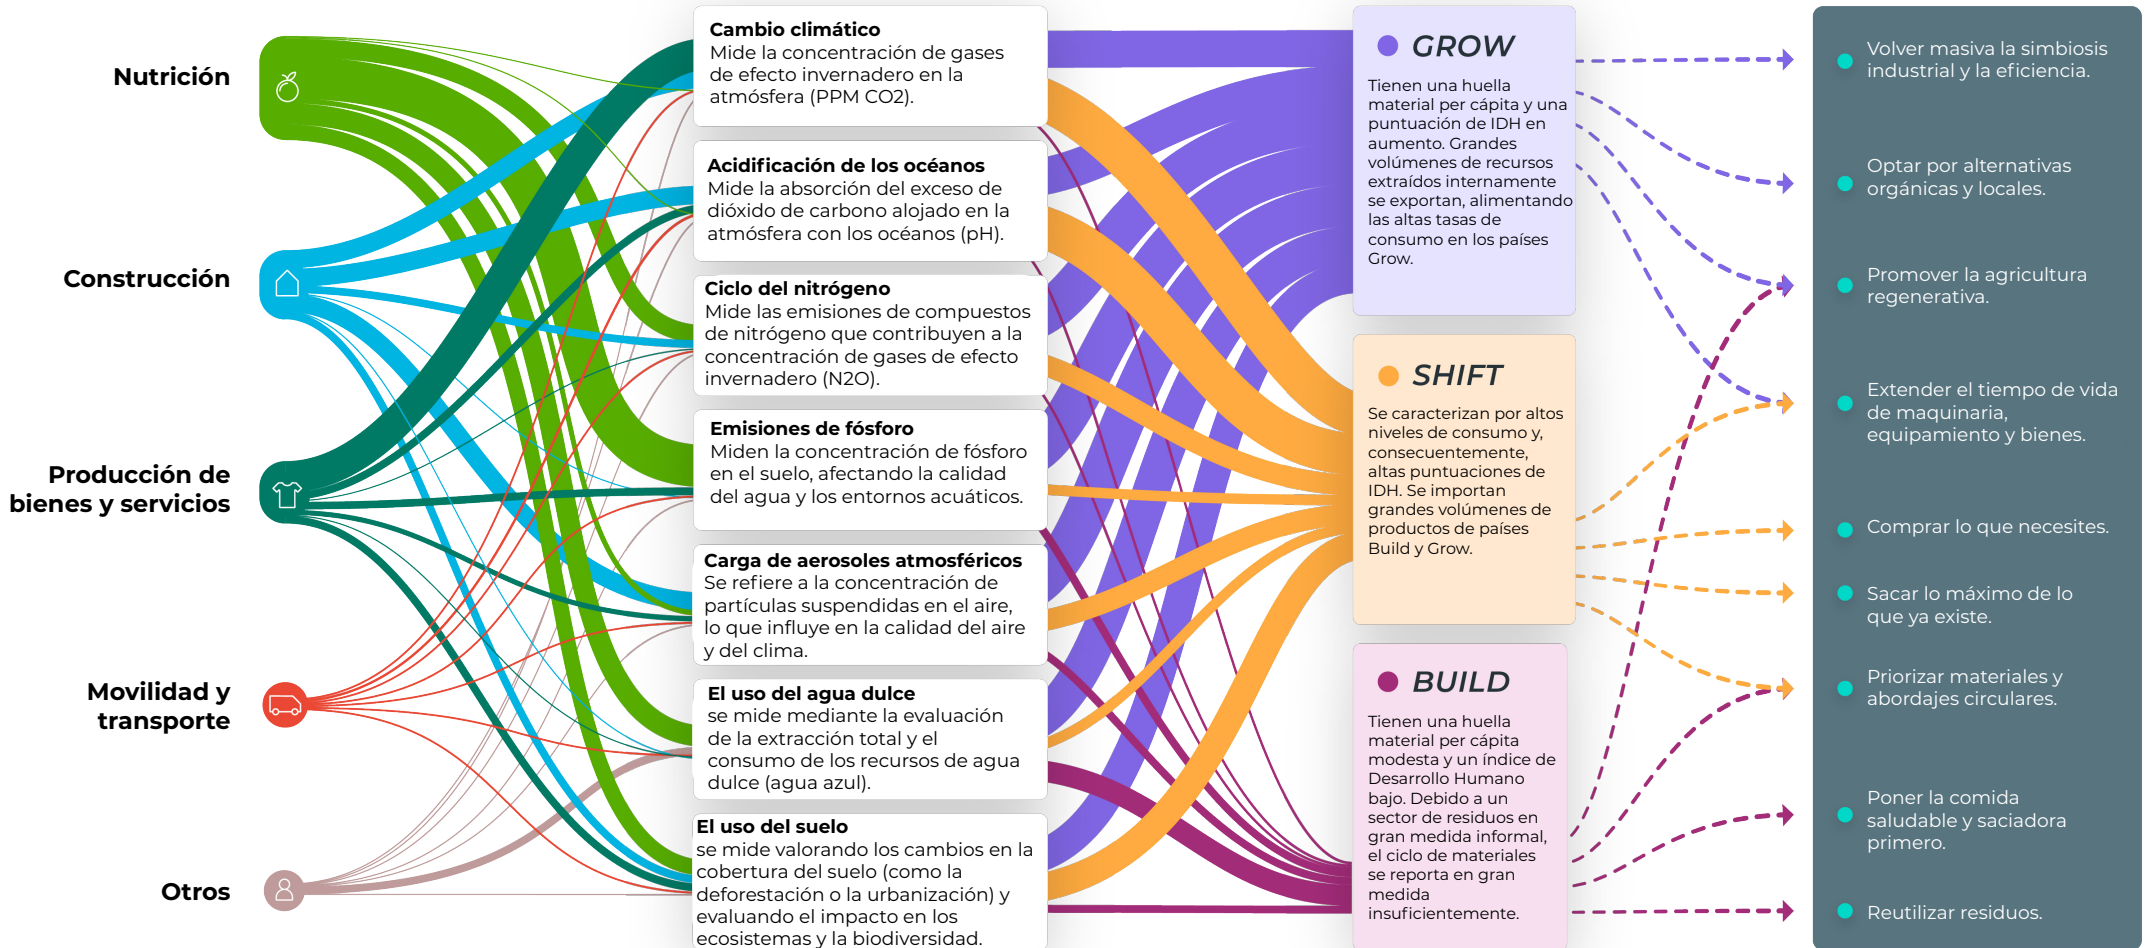 Nutrición
Construcción
Producción de
bienes y servicios
Movilidad y
transporte
Otros
Cambio climático
Mide la concentración de gases
de efecto invernadero en la
atmósfera (PPM CO2).
Acidificación de los océanos
Mide la absorción del exceso de
dióxido de carbono alojado en la
atmósfera con los océanos (pH).
Ciclo del nitrógeno
Mide las emisiones de compuestos
de nitrógeno que contribuyen a la
concentración de gases de efecto
invernadero (N2O).
Emisiones de fósforo
Miden la concentración de fósforo
en el suelo, afectando la calidad
del agua y los entornos acuáticos.
Carga de aerosoles atmosféricos
Se refiere a la concentración de
partículas suspendidas en el aire,
lo que influye en la calidad del aire
y del clima.
El uso del agua dulce
se mide mediante la evaluación
de la extracción total y el
consumo de los recursos de agua
dulce (agua azul).
El uso del suelo
se mide valorando los cambios en la
cobertura del suelo (como la
deforestación o la urbanización) y
evaluando el impacto en los
ecosistemas y la biodiversidad.
GROW
Tienen una huella
material per cápita y una
puntuación de IDH en
aumento. Grandes
volúmenes de recursos
extraídos internamente
se exportan, alimentando
las altas tasas de
consumo en los países
Grow.
SHIFT
Se caracterizan por altos
niveles de consumo y,
consecuentemente,
altas puntuaciones de
IDH. Se importan
grandes volúmenes de
productos de países
Build y Grow.
BUILD
Tienen una huella
material per cápita
modesta y un índice de
Desarrollo Humano
bajo. Debido a un
sector de residuos en
gran medida informal,
el ciclo de materiales
se reporta en gran
medida
insuficientemente.
Volver masiva la simbiosis
industrial y la eficiencia.
Optar por alternativas
orgánicas y locales.
Promover la agricultura
regenerativa.
Extender el tiempo de vida
de maquinaria,
equipamiento y bienes.
Comprar lo que necesites.
Sacar lo máximo de lo
que ya existe.
Priorizar materiales y
abordajes circulares.
Poner la comida
saludable y saciadora
primero.
Reutilizar residuos.